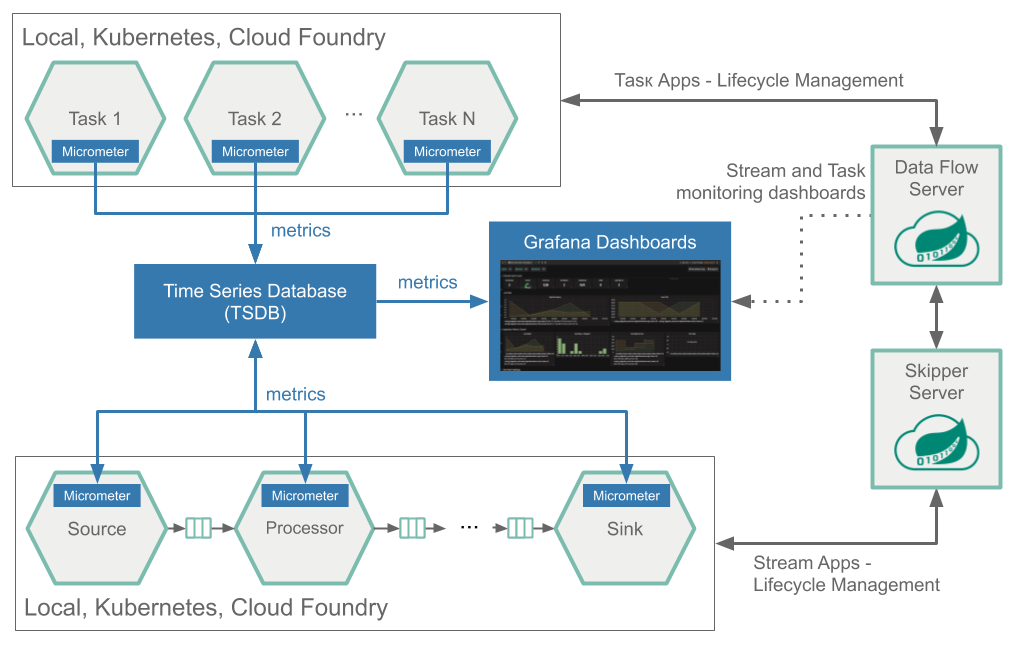 Local, Kubernetes, Cloud Foundry
Task 1
Task 2
...
Task N
Micrometer
Micrometer
Micrometer
Таsк Apps - Lifecycle Management
metrics
Stream and Task
monitoring dashboards
Data Flow
Server
Grafana Dashboards
Time Series Database
(TSDB)
metrics
metrics
Skipper
Server
Micrometer
Micrometer
Micrometer
Source
Processor
...
Sink
Stream Apps -
Lifecycle Management
Local, Kubernetes, Cloud Foundry